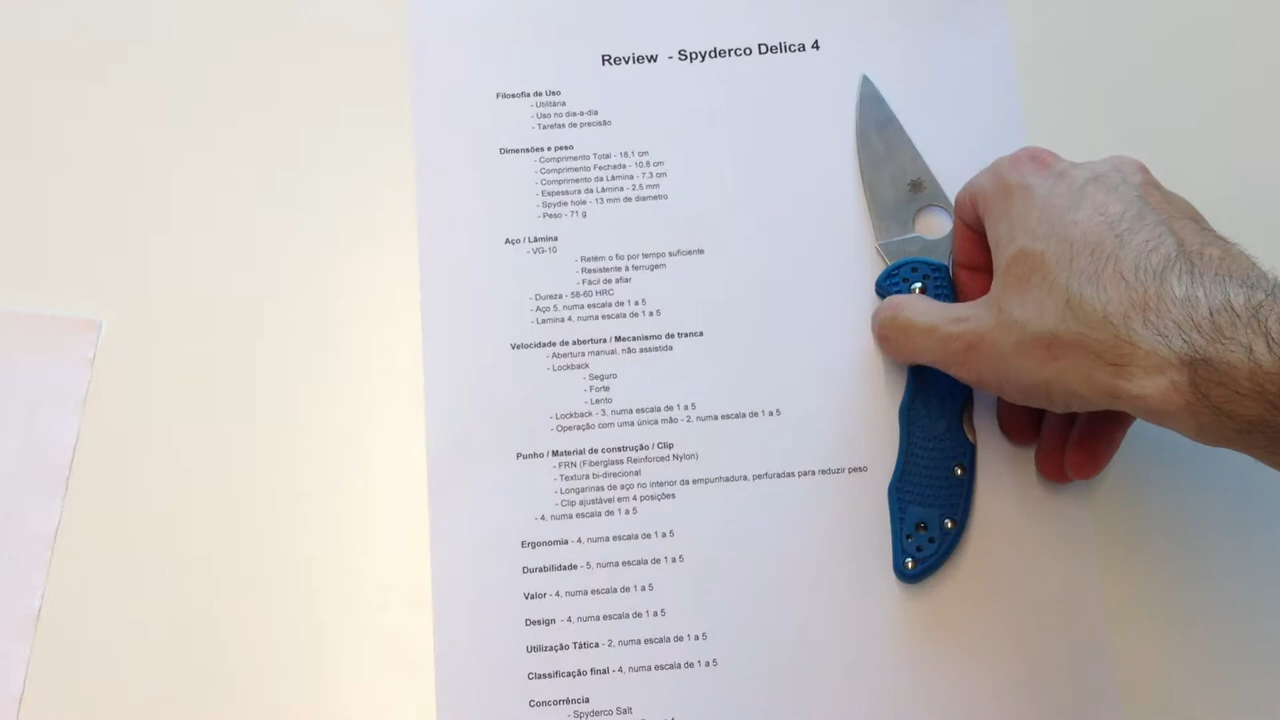 Review - Spyderco Delica 4
Filosofia de Uso
- Utilitária
- Uso no dia-a-dia
- Tarefas de precisão
Dimensões e peso
- Comprimento Total - 18,1 cm
- Comprimento Fechada - 10,8 cm
- Comprimento da Lâmina - 7,3 cm
- Espessura da Lâmina - 2,5 mm
- Spydie hole - 13 mm de diametro
- Peso - 71 g
Aço / Lâmina
- VG-10
- Retém o fio por tempo suficiente
- Resistente à ferrugem
- Fácil de afiar
- Dureza - 58-60 HRC
- Aço 5, numa escala de 1 a 5
- Lamina 4, numa escala de 1 a 5
Velocidade de abertura / Mecanismo de tranca
- Abertura manual, não assistida
- Lockback
- Seguro
- Forte
- Lento
- Lockback - 3, numa escala de 1 a 5
- Operação com uma única mão - 2, numa escala de 1 a 5
Punho / Material de construção / Clip
- FRN (Fiberglass Reinforced Nylon)
- Textura bi-direcional
- Longarinas de aço no interior da empunhadura, perfuradas para reduzir peso
- Clip ajustável em 4 posições
- 4, numa escala de 1 a 5
Ergonomia - 4, numa escala de 1 a 5
Durabilidade - 5, numa escala de 1 a 5
Valor - 4, numa escala de 1 a 5
Design - 4, numa escala de 1 a 5
Utilização Tática - 2, numa escala de 1 a 5
Classificação final - 4, numa escala de 1 a 5
Concorrência
- Spyderco Salt